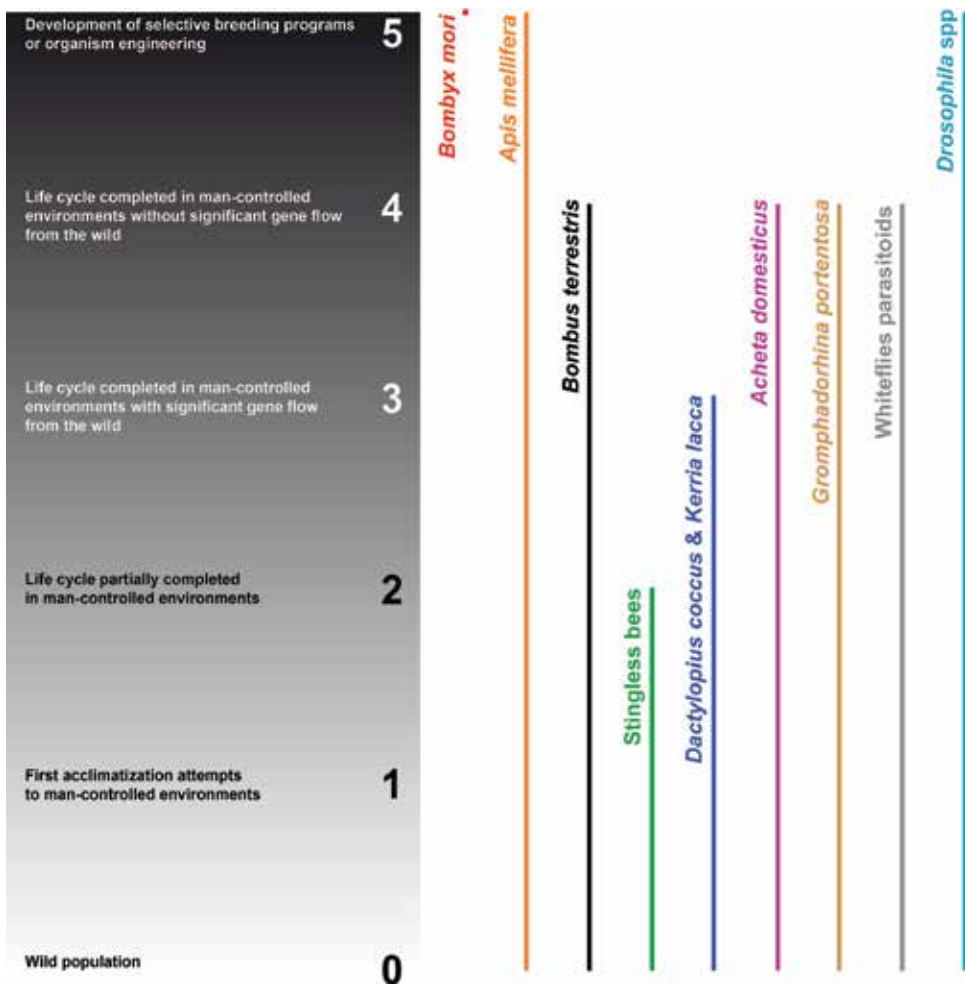 Development of selective breeding programs
or organism engineering
5
Life cycle completed in man-controlled
environments without significant gene flow
from the wild
4
Life cycle completed in man-controlled
environments with significant gene flow
from the wild
3
Life cycle partially completed
in man-controlled environments
2
First acclimatization attempts
to man-controlled environments
1
Wild population
0
Bombyx mori
Apis mellifera
Bombus terrestris
Stingless bees
Dactylopius coccus & Kerria lacca
Acheta domesticus
Gromphadorhina portentosa
Whiteflies parasitoids
Drosophila spp